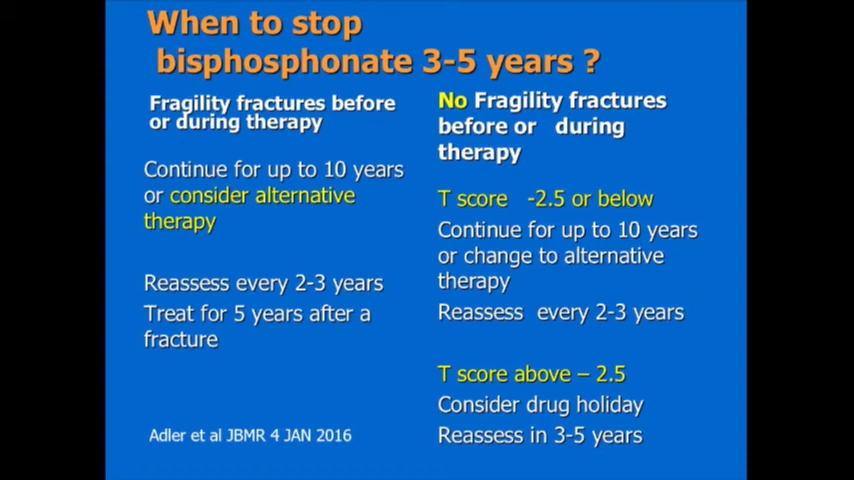 When to stop
bisphosphonate 3-5 years ?
Fragility fractures before
or during therapy
Continue for up to 10 years
or consider alternative
therapy
Reassess every 2-3 years
Treat for 5 years after a
fracture
Adler et al JBMR 4 JAN 2016
No Fragility fractures
before or during
therapy
T score -2.5 or below
Continue for up to 10 years
or change to alternative
therapy
Reassess every 2-3 years
T score above – 2.5
Consider drug holiday
Reassess in 3-5 years